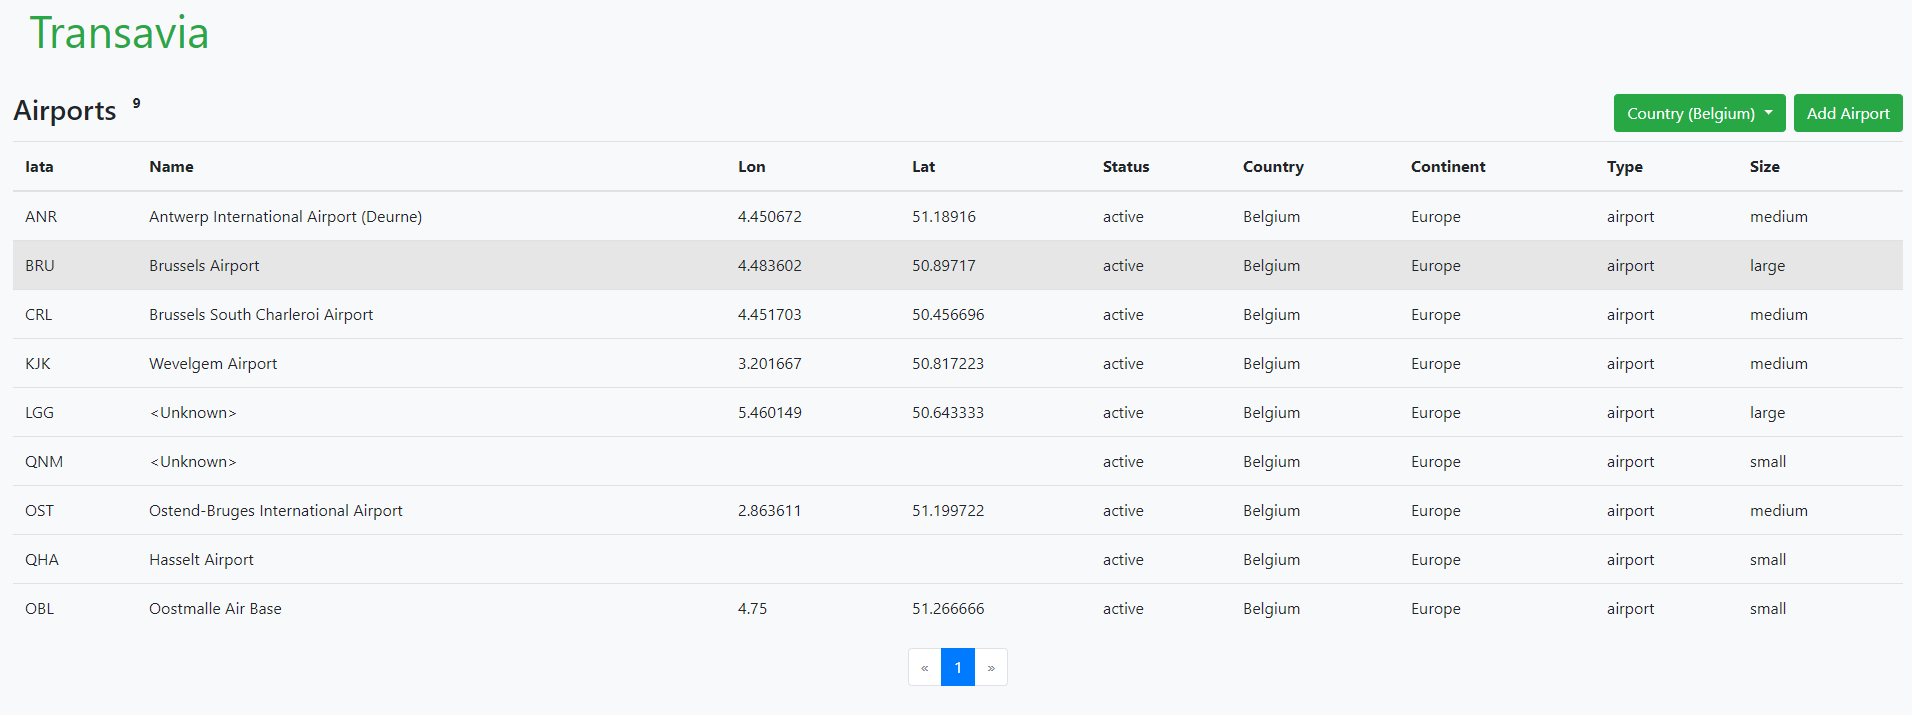 Transavia
Airports 9 Country (Belgium) Add Airport
Iata Name Lon Lat Status Country Continent Type Size
ANR Antwerp International Airport (Deurne) 4.450672 51.18916 active Belgium Europe airport medium
BRU Brussels Airport 4.483602 50.89717 active Belgium Europe airport large
CRL Brussels South Charleroi Airport 4.451703 50.456696 active Belgium Europe airport medium
KJK Wevelgem Airport 3.201667 50.817223 active Belgium Europe airport medium
LGG <Unknown> 5.460149 50.643333 active Belgium Europe airport large
QNM <Unknown> active Belgium Europe airport small
OST Ostend-Bruges International Airport 2.863611 51.199722 active Belgium Europe airport medium
QHA Hasselt Airport active Belgium Europe airport small
OBL Oostmalle Air Base 4.75 51.266666 active Belgium Europe airport small
« 1 »